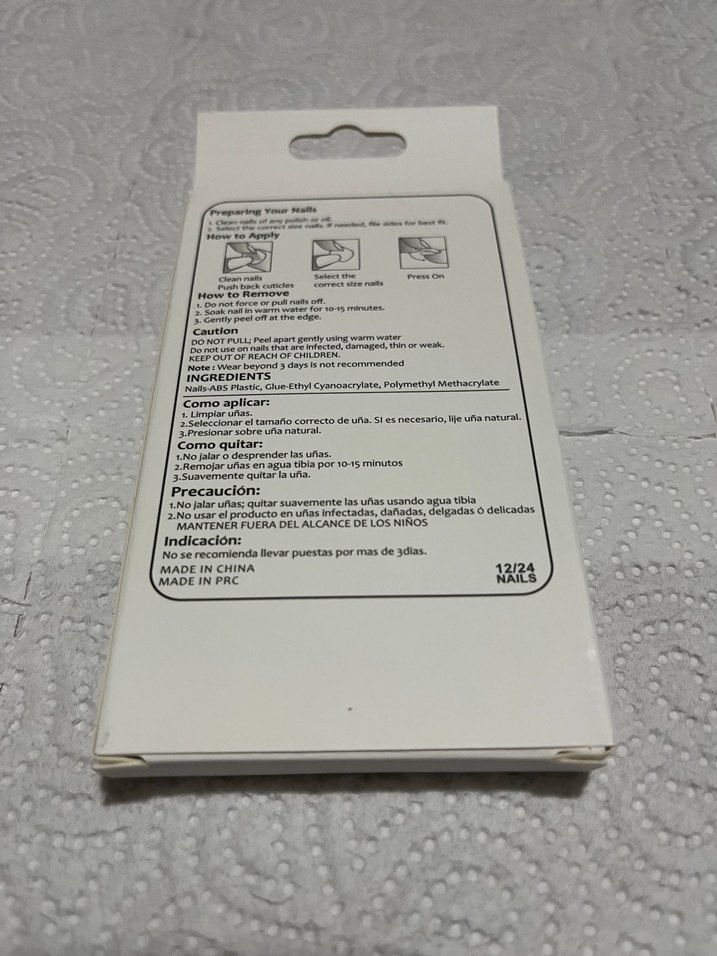 Preparing Your Nails
1. Clean nails of any polish or oil.
2. Select the correct size nails. If needed, file sides for best fit.
How to Apply
Clean nails
Push back cuticles
Select the
correct size nails
Press On
How to Remove
1. Do not force or pull nails off.
2. Soak nail in warm water for 10-15 minutes.
3. Gently peel off at the edge.
Caution
DO NOT PULL; Peel apart gently using warm water
Do not use on nails that are infected, damaged, thin or weak.
KEEP OUT OF REACH OF CHILDREN.
Note : Wear beyond 3 days is not recommended
INGREDIENTS
Nails-ABS Plastic, Glue-Ethyl Cyanoacrylate, Polymethyl Methacrylate
Como aplicar:
1. Limpiar uñas.
2.Seleccionar el tamaño correcto de uña. SI es necesario, lije uña natural.
3.Presionar sobre uña natural.
Como quitar:
1.No jalar o desprender las uñas.
2.Remojar uñas en agua tibia por 10-15 minutos
3.Suavemente quitar la uña.
Precaución:
1.No jalar uñas; quitar suavemente las uñas usando agua tibia
2.No usar el producto en uñas infectadas, dañadas, delgadas ó delicadas
MANTENER FUERA DEL ALCANCE DE LOS NIÑOS
Indicación:
No se recomienda llevar puestas por mas de 3dias.
MADE IN CHINA
MADE IN PRC
12/24
NAILS